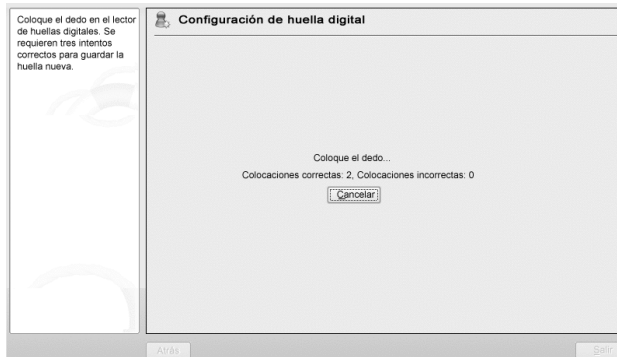 Coloque el dedo en el lector
de huellas digitales. Se
requieren tres intentos
correctos para guardar la
huella nueva.
Configuración de huella digital
Coloque el dedo...
Colocaciones correctas: 2, Colocaciones incorrectas: 0
Cancelar
Atrás
Salir